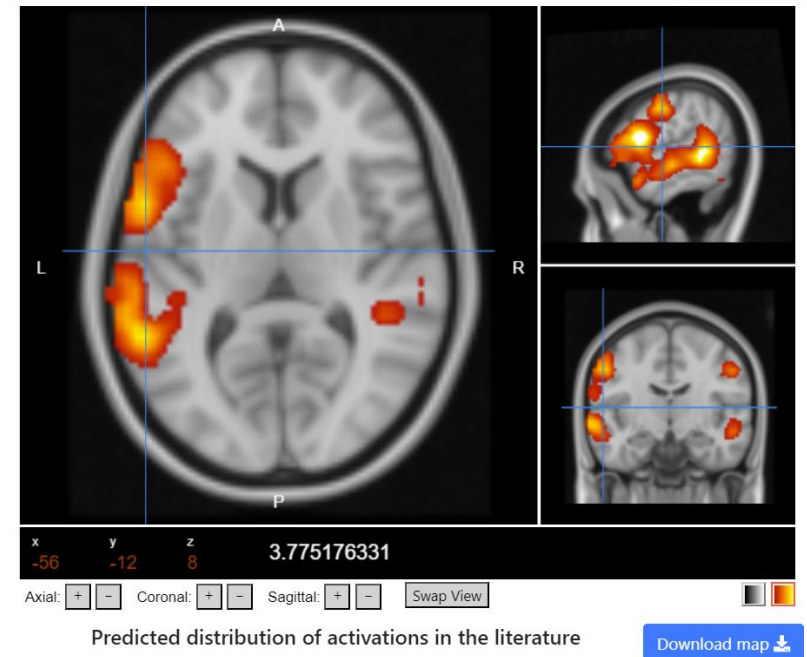 A
L
R
P
x y z
-56 -12 8 3.775176331
Axial: + − Coronal: + − Sagittal: + − Swap View
Predicted distribution of activations in the literature
Download map